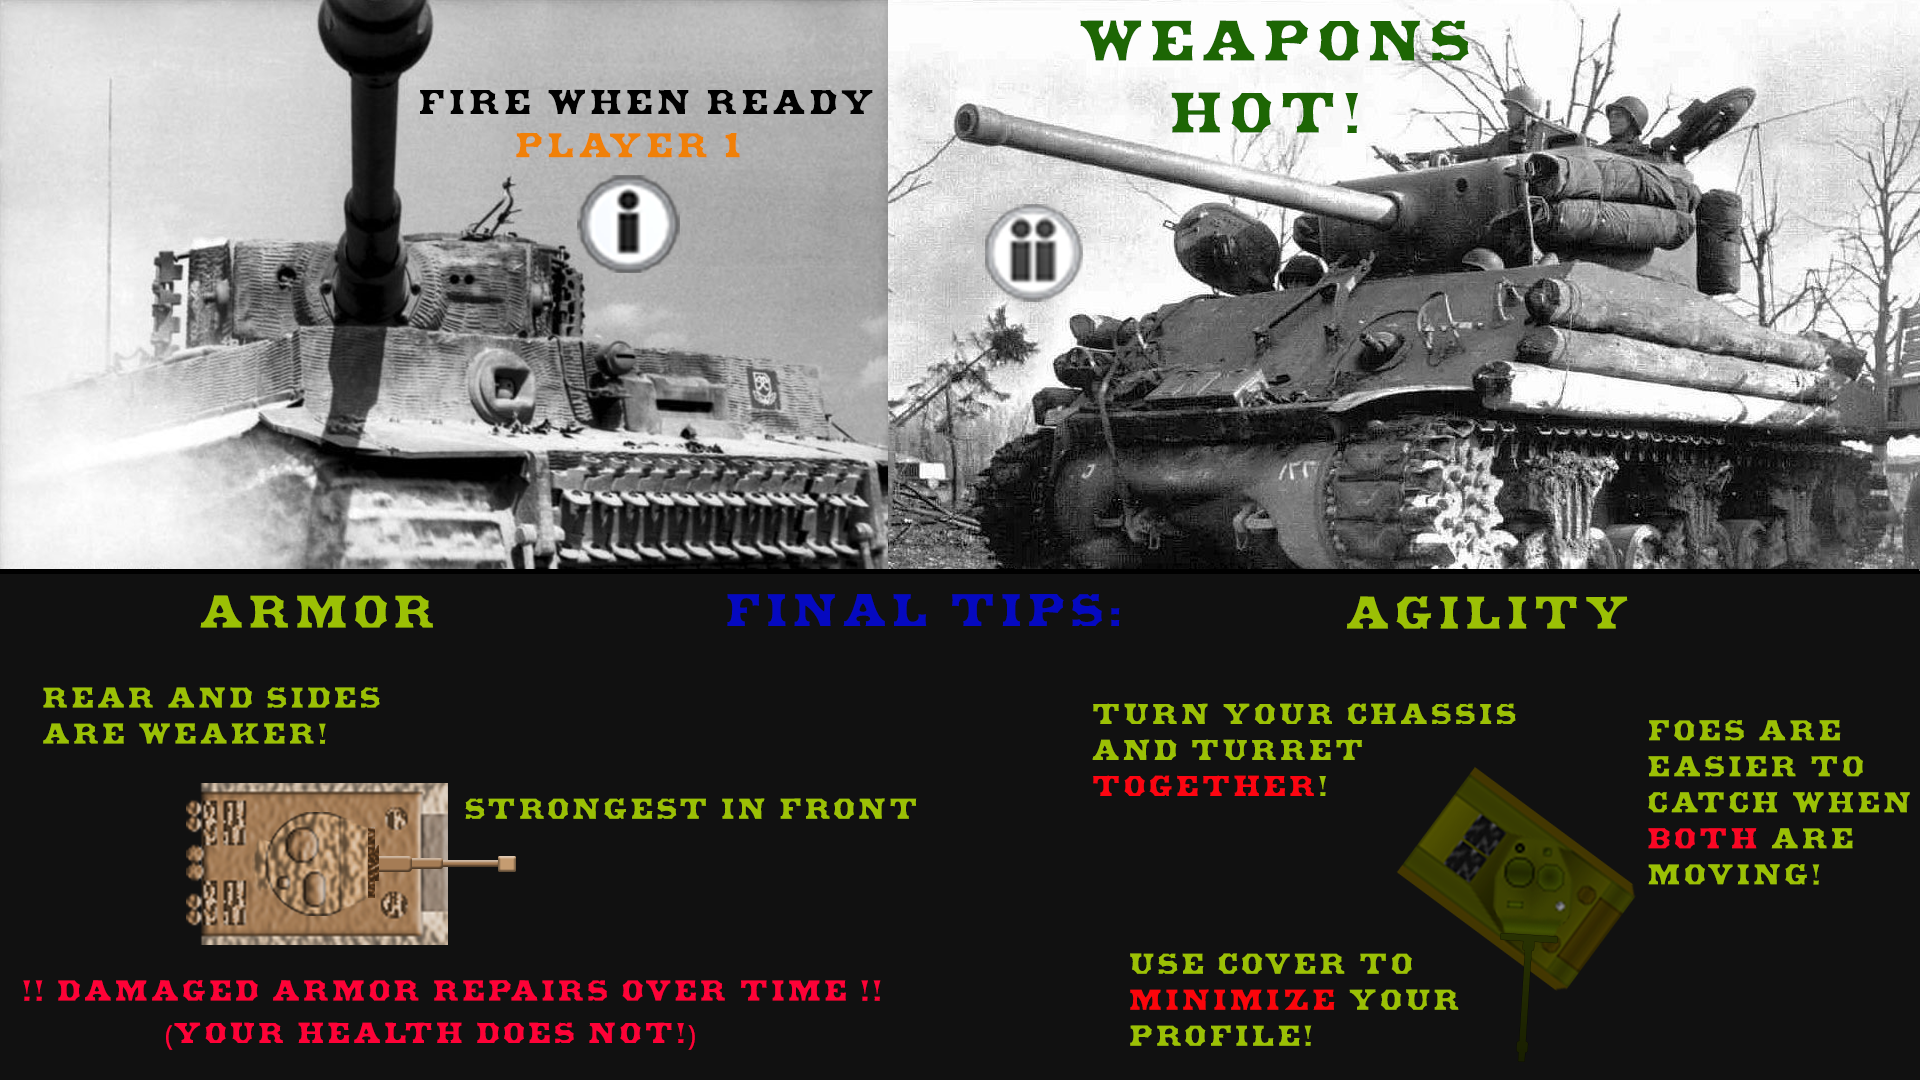 FIRE WHEN READY
PLAYER 1
i
WEAPONS
HOT!
ii
ARMOR
FINAL TIPS:
AGILITY
REAR AND SIDES
ARE WEAKER!
STRONGEST IN FRONT
!! DAMAGED ARMOR REPAIRS OVER TIME !!
(YOUR HEALTH DOES NOT!)
TURN YOUR CHASSIS
AND TURRET
TOGETHER!
FOES ARE
EASIER TO
CATCH WHEN
BOTH ARE
MOVING!
USE COVER TO
MINIMIZE YOUR
PROFILE!